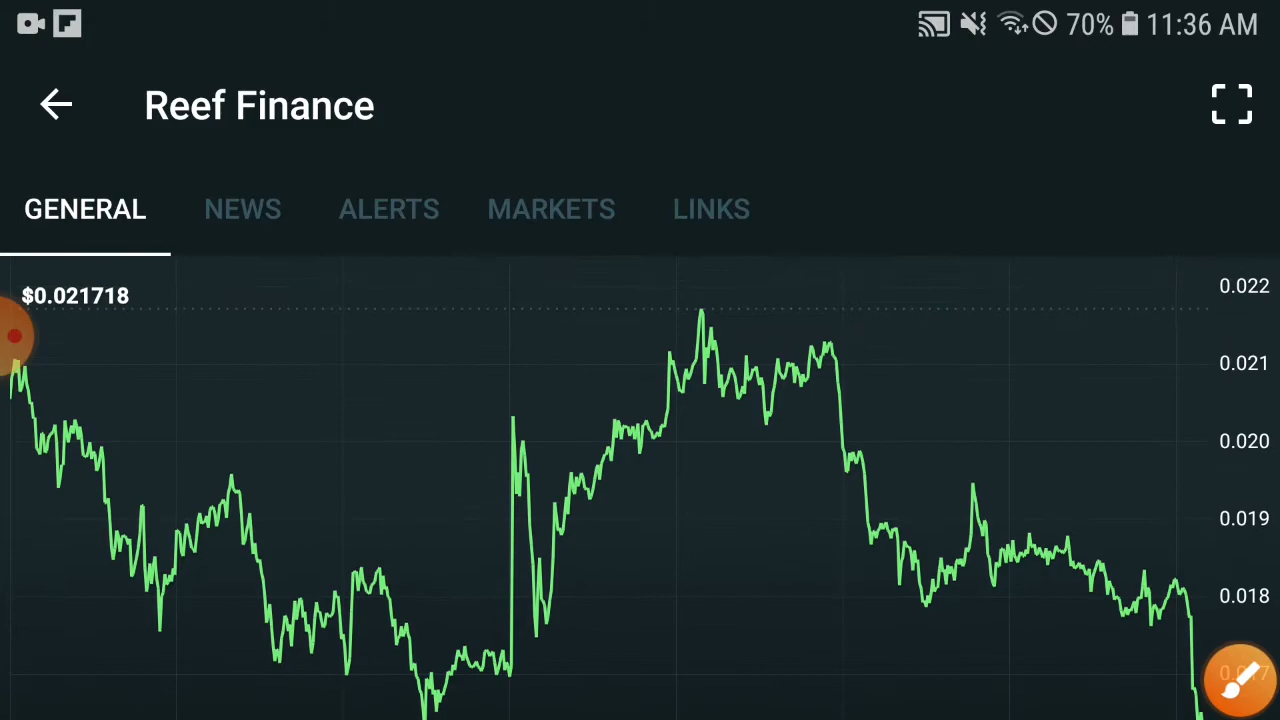 70% 11:36 AM
Reef Finance
GENERAL NEWS ALERTS MARKETS LINKS
$0.021718
0.022
0.021
0.020
0.019
0.018